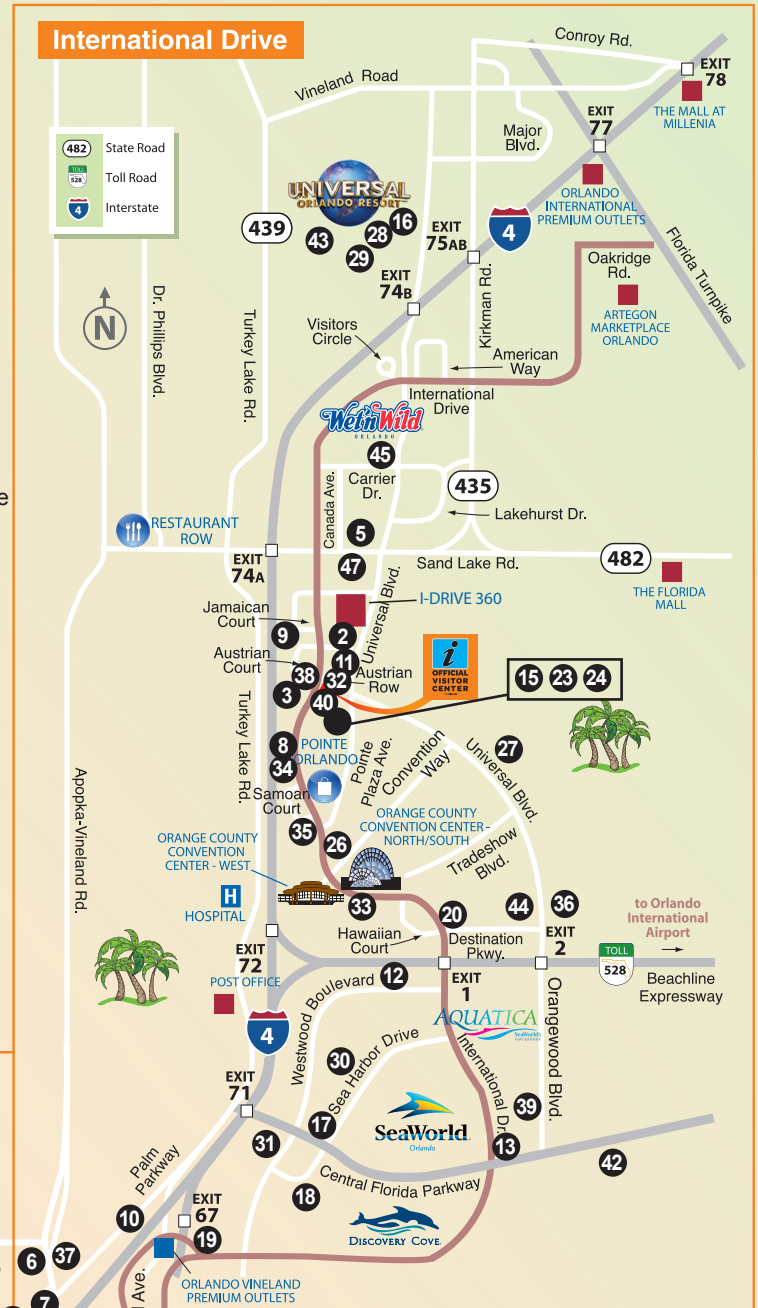 International Drive
Conroy Rd.
EXIT
78
Vineland Road
THE MALL AT
MILLENIA
EXIT
77
Major
Blvd.
482 State Road
TOLL
528 Toll Road
4 Interstate
UNIVERSAL
ORLANDO RESORT
ORLANDO
INTERNATIONAL
PREMIUM OUTLETS
439
16
28
43
29
EXIT
75AB
4
Oakridge
Rd.
Florida Turnpike
EXIT
74B
Kirkman Rd.
N
Dr. Phillips Blvd.
Turkey Lake Rd.
Visitors
Circle
ARTEGON
MARKETPLACE
ORLANDO
American
Way
International
Drive
Wet'n Wild
ORLANDO
45
Canada Ave.
Carrier
Dr.
435
e
Lakehurst Dr.
RESTAURANT
ROW
5
EXIT
74A
47
Sand Lake Rd.
482
THE FLORIDA
MALL
Universal Blvd.
I-DRIVE 360
Jamaican
Court
9
2
Austrian
Court
11
38
32
Austrian
Row
i
OFFICIAL
VISITOR
CENTER
15 23 24
3
40
Turkey Lake Rd.
8
34
POINTE
ORLANDO
Pointe
Plaza Ave.
Convention
Way
Universal Blvd.
27
Apopka-Vineland Rd.
Samoan
Court
35
26
ORANGE COUNTY
CONVENTION CENTER -
NORTH/SOUTH
Tradeshow
Blvd.
ORANGE COUNTY
CONVENTION
CENTER - WEST
H
HOSPITAL
33
20
44
36
to Orlando
International
Airport
Hawaiian
Court
Destination
Pkwy.
EXIT
2
TOLL
528
EXIT
72
POST OFFICE
12
EXIT
1
Beachline
Expressway
Westwood Boulevard
AQUATICA
SeaWorld's
4
Orangewood Blvd.
30
Sea Harbor Drive
International Dr.
EXIT
71
39
17
SeaWorld
Orlando
13
31
42
Palm
Parkway
Central Florida Parkway
18
EXIT
67
10
19
DISCOVERY COVE
6
37
ORLANDO VINELAND
PREMIUM OUTLETS
7
Ave.